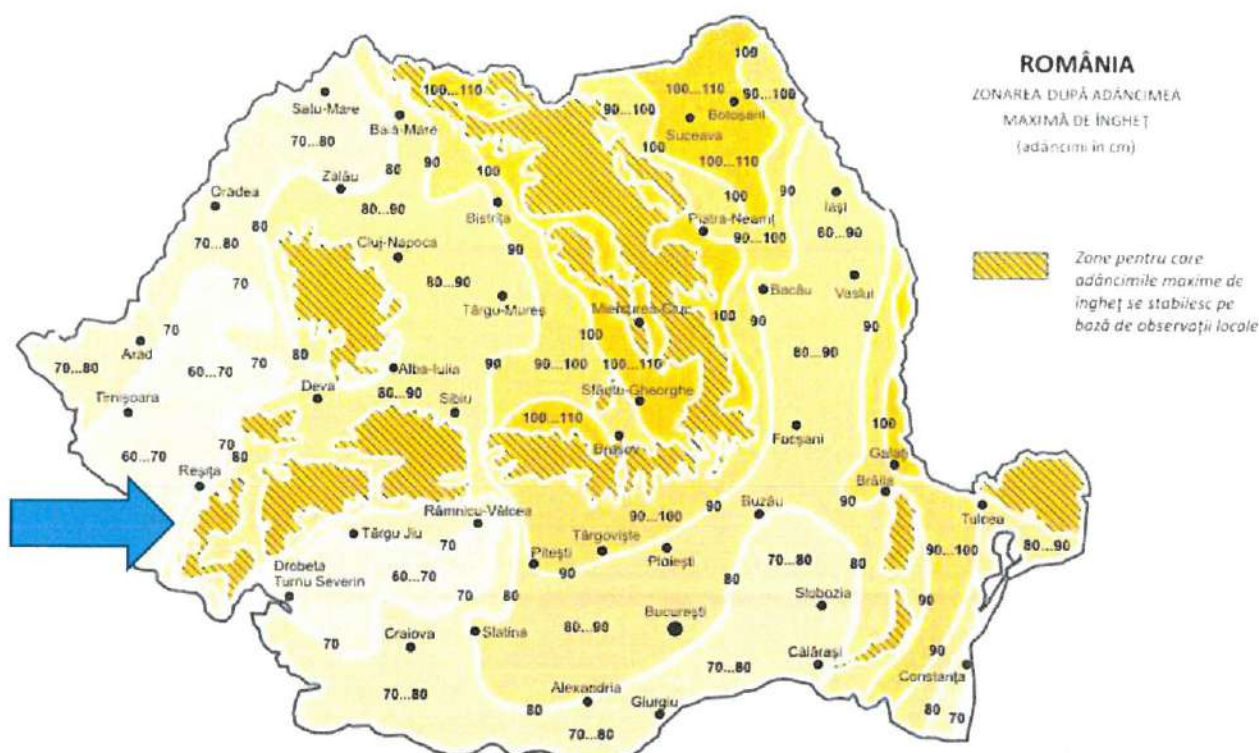 ROMÂNIA
ZONAREA DUPĂ ADÂNCIMEA
MAXIMĂ DE ÎNGHEȚ
(adâncimi în cm)
Zone pentru care
adâncimile maxime de
îngheț se stabilesc pe
bază de observații locale
100
100...110
100...110
90...100
90...100
Satu-Mare
Baia-Mare
Botoșani
Suceava
70...80
80
90
100
100
100...110
Zalău
100
90
Iași
Oradea
80...90
Bistrița
Piatra-Neamț
80...90
80
70...80
Cluj-Napoca
90
90...100
70
80...90
Târgu-Mureș
Bacău
Vaslui
70
Miercurea-Ciuc
100
90
90
Arad
100
80...90
70...80
60...70
70
80
Alba-Iulia
90
90...100
100...110
Deva
80...90
Sibiu
Sfântu-Gheorghe
Timișoara
100...110
100
70
Brașov
Focșani
60...70
80
Galați
Reșița
Brăila
90
Buzău
90
Râmnicu-Vâlcea
90...100
Tulcea
Târgu Jiu
70
Târgoviște
90...100
80...90
Pitești
Ploiești
70...80
80
Drobeta
Turnu Severin
90
60...70
80
70
80
Slobozia
București
90
Craiova
Slatina
80...90
70
90
70...80
Călărași
Constanța
70...80
Alexandria
80
Giurgiu
80
70
70...80